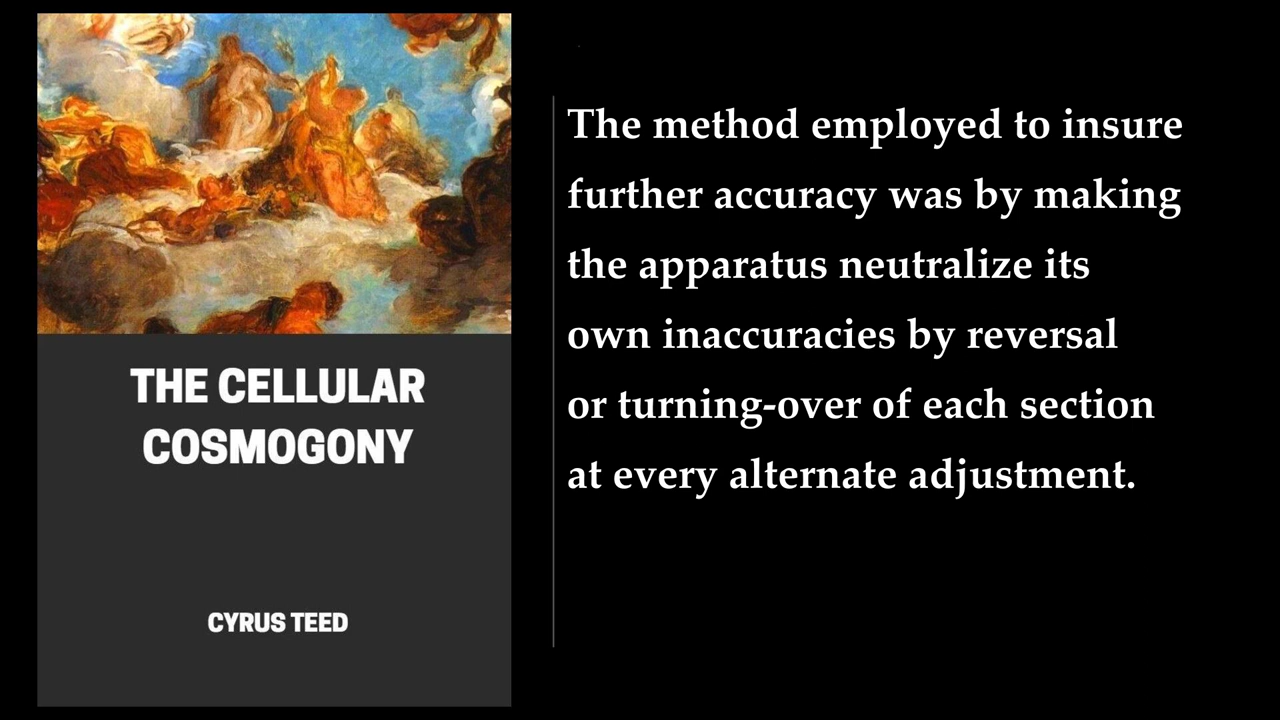 THE CELLULAR
COSMOGONY
CYRUS TEED
The method employed to insure
further accuracy was by making
the apparatus neutralize its
own inaccuracies by reversal
or turning-over of each section
at every alternate adjustment.